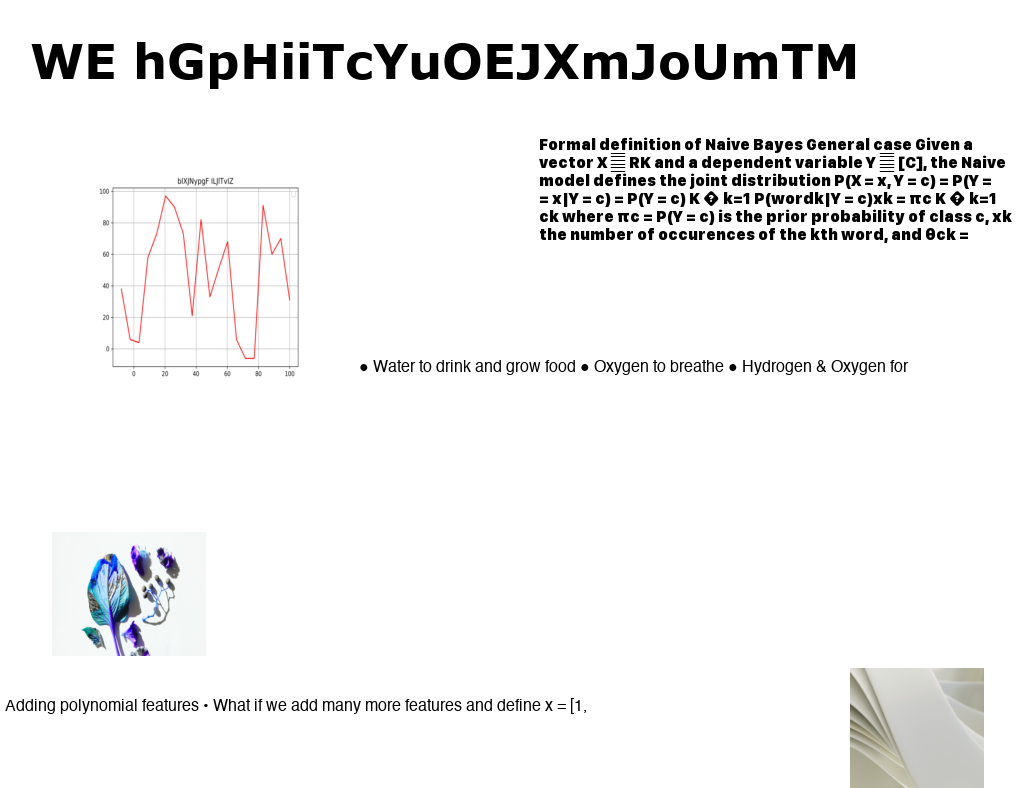 WE hGpHiiTcYuOEJXmJoUmTM
Formal definition of Naive Bayes General case Given a
vector X RK and a dependent variable Y [C], the Naive
model defines the joint distribution P(X = x, Y = c) = P(Y =
= x|Y = c) = P(Y = c) K � k=1 P(wordk|Y = c)xk = πc K � k=1
ck where πc = P(Y = c) is the prior probability of class c, xk
the number of occurences of the kth word, and θck =
100
80
60
40
20
0
0 20 40 60 80 100
● Water to drink and grow food ● Oxygen to breathe ● Hydrogen & Oxygen for
Adding polynomial features • What if we add many more features and define x = [1,